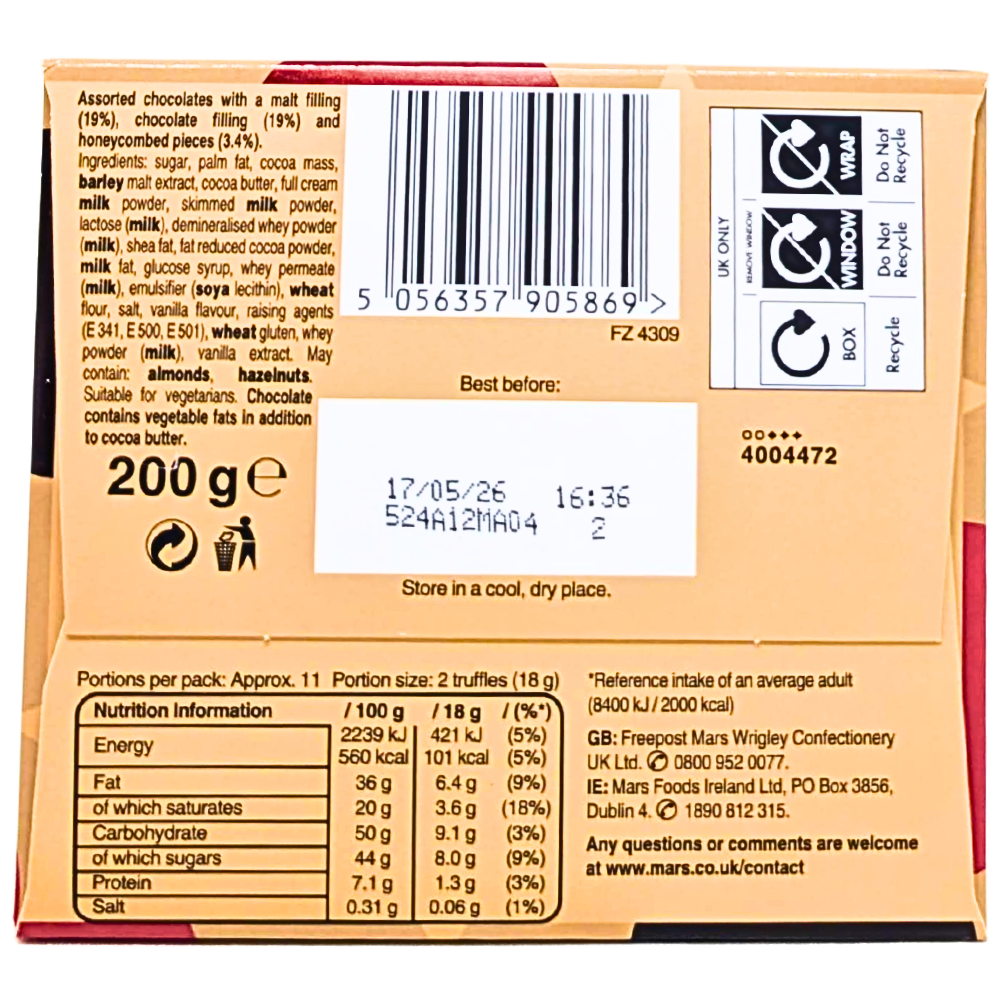 Assorted chocolates with a malt filling
(19%), chocolate filling (19%) and
honeycombed pieces (3.4%).
Ingredients: sugar, palm fat, cocoa mass,
barley malt extract, cocoa butter, full cream
milk powder, skimmed milk powder,
lactose (milk), demineralised whey powder
(milk), shea fat, fat reduced cocoa powder,
milk fat, glucose syrup, whey permeate
(milk), emulsifier (soya lecithin), wheat
flour, salt, vanilla flavour, raising agents
(E 341, E 500, E 501), wheat gluten, whey
powder (milk), vanilla extract. May
contain: almonds, hazelnuts.
Suitable for vegetarians. Chocolate
contains vegetable fats in addition
to cocoa butter.
200 g e
5 056357 905869 >
FZ 4309
Best before:
17/05/26 16:36
524A12MA04 2
Store in a cool, dry place.
UK ONLY
REMOVE WINDOW
WRAP
Do Not
Recycle
WINDOW
Do Not
Recycle
BOX
Recycle
4004472
Portions per pack: Approx. 11 Portion size: 2 truffles (18 g)
Nutrition Information / 100 g / 18 g / (%*)
Energy 2239 kJ 421 kJ (5%)
560 kcal 101 kcal (5%)
Fat 36 g 6.4 g (9%)
of which saturates 20 g 3.6 g (18%)
Carbohydrate 50 g 9.1 g (3%)
of which sugars 44 g 8.0 g (9%)
Protein 7.1 g 1.3 g (3%)
Salt 0.31 g 0.06 g (1%)
*Reference intake of an average adult
(8400 kJ / 2000 kcal)
GB: Freepost Mars Wrigley Confectionery
UK Ltd. ✆ 0800 952 0077.
IE: Mars Foods Ireland Ltd, PO Box 3856,
Dublin 4. ✆ 1890 812 315.
Any questions or comments are welcome
at www.mars.co.uk/contact